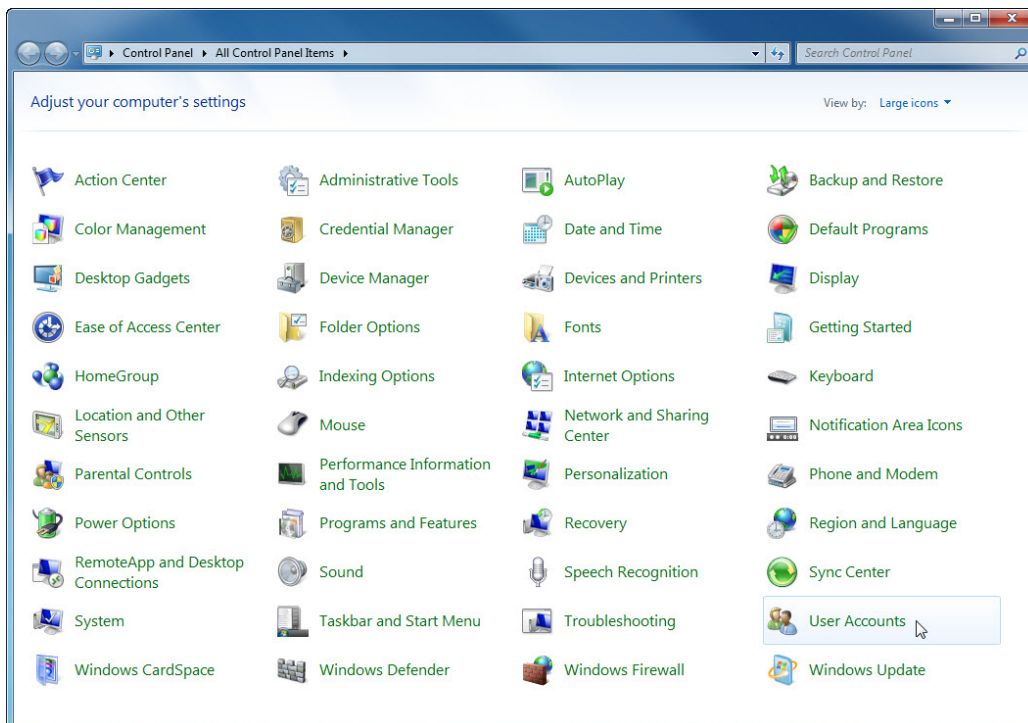 Control Panel All Control Panel Items Search Control Panel
Adjust your computer's settings View by: Large icons
Action Center Administrative Tools AutoPlay Backup and Restore
Color Management Credential Manager Date and Time Default Programs
Desktop Gadgets Device Manager Devices and Printers Display
Ease of Access Center Folder Options Fonts Getting Started
HomeGroup Indexing Options Internet Options Keyboard
Location and Other
Sensors
Mouse
Network and Sharing
Center
Notification Area Icons
Parental Controls
Performance Information
and Tools
Personalization
Phone and Modem
Power Options Programs and Features Recovery Region and Language
RemoteApp and Desktop
Connections
Sound
Speech Recognition
Sync Center
System Taskbar and Start Menu Troubleshooting User Accounts
Windows CardSpace Windows Defender Windows Firewall Windows Update